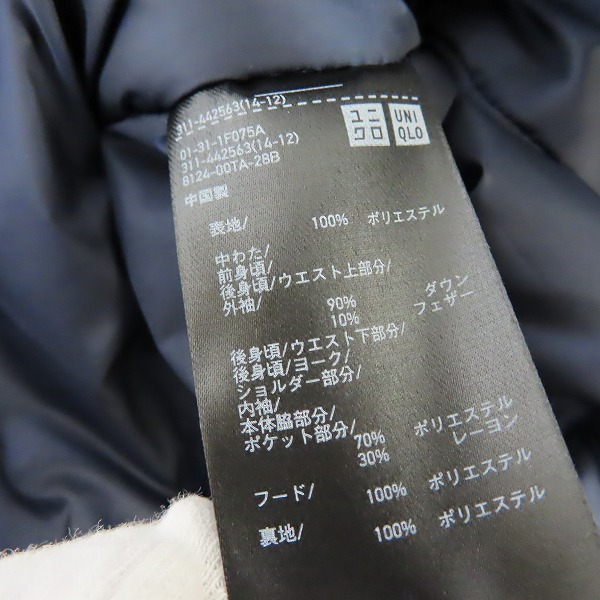 311-442563(14-12)
ユニ
クロ
UNI
QLO
01-31-1F075A
311-442563(14-12)
8124-00TA-28B
中国製
表地/ 100% ポリエステル
中わた/
前身頃/
後身頃/ウエスト上部分/
外袖/ 90% ダウン
10% フェザー
後身頃/ウエスト下部分/
後身頃/ヨーク/
ショルダー部分/
内袖/
本体脇部分/
ポケット部分/ 70% ポリエステル
30% レーヨン
フード/ 100% ポリエステル
裏地/ 100% ポリエステル